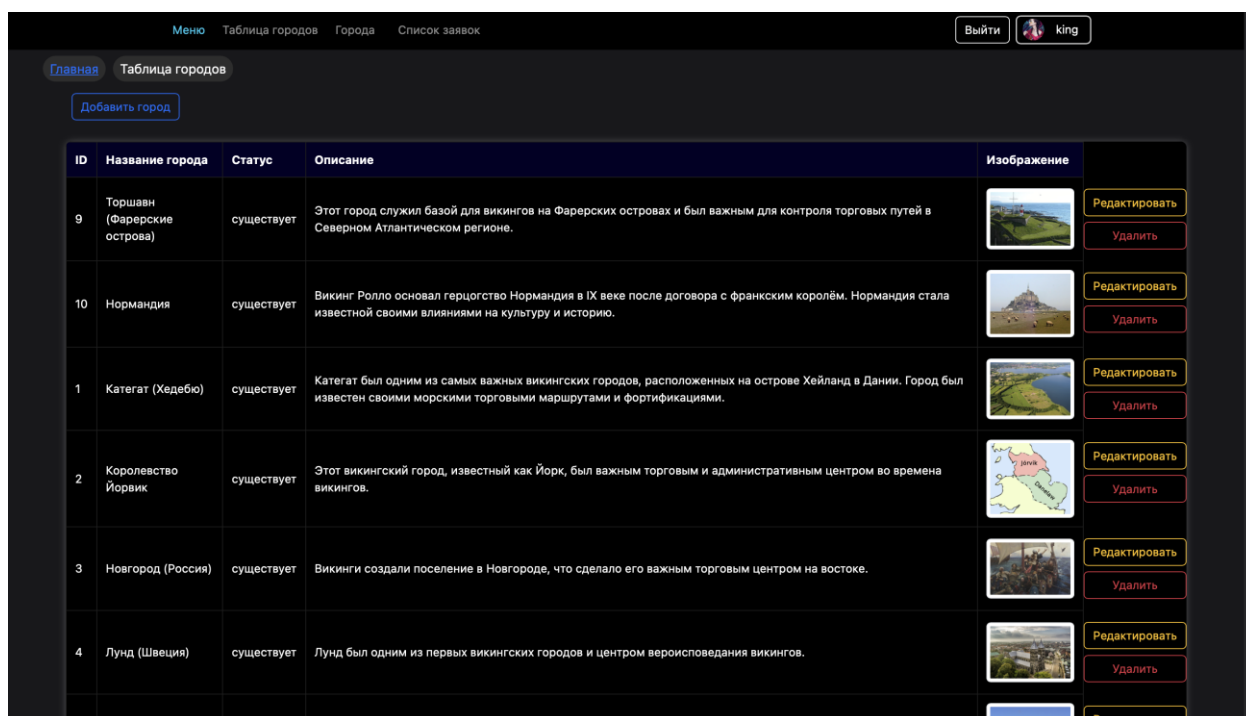 Меню Таблица городов Города Список заявок Выйти king
Главная Таблица городов
Добавить город
ID Название города Статус Описание Изображение
9 Торшавн (Фарерские острова) существует Этот город служил базой для викингов на Фарерских островах и был важным для контроля торговых путей в
Северном Атлантическом регионе.
Редактировать
Удалить
10 Нормандия существует Викинг Ролло основал герцогство Нормандия в IX веке после договора с франкским королём. Нормандия стала
известной своими влияниями на культуру и историю.
Редактировать
Удалить
1 Категат (Хедебю) существует Категат был одним из самых важных викингских городов, расположенных на острове Хейланд в Дании. Город был
известен своими морскими торговыми маршрутами и фортификациями.
Редактировать
Удалить
2 Королевство Йорвик существует Этот викингский город, известный как Йорк, был важным торговым и административным центром во времена
викингов.
Jorvik
Danelaw
Редактировать
Удалить
3 Новгород (Россия) существует Викинги создали поселение в Новгороде, что сделало его важным торговым центром на востоке.
Редактировать
Удалить
4 Лунд (Швеция) существует Лунд был одним из первых викингских городов и центром вероисповедания викингов.
Редактировать
Удалить